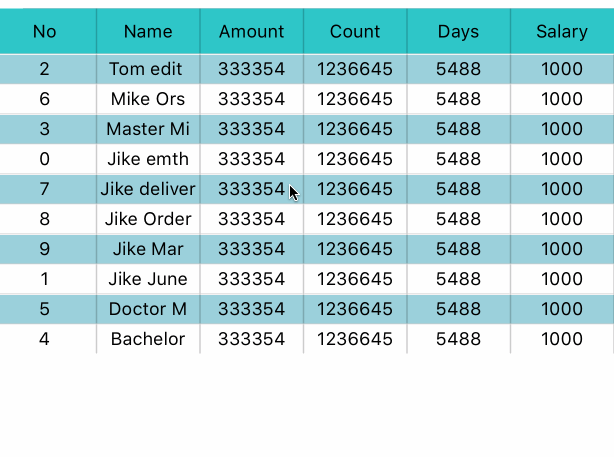 No Name Amount Count Days Salary
2 Tom edit 333354 1236645 5488 1000
6 Mike Ors 333354 1236645 5488 1000
3 Master Mi 333354 1236645 5488 1000
0 Jike emth 333354 1236645 5488 1000
7 Jike deliver 333354 1236645 5488 1000
8 Jike Order 333354 1236645 5488 1000
9 Jike Mar 333354 1236645 5488 1000
1 Jike June 333354 1236645 5488 1000
5 Doctor M 333354 1236645 5488 1000
4 Bachelor 333354 1236645 5488 1000